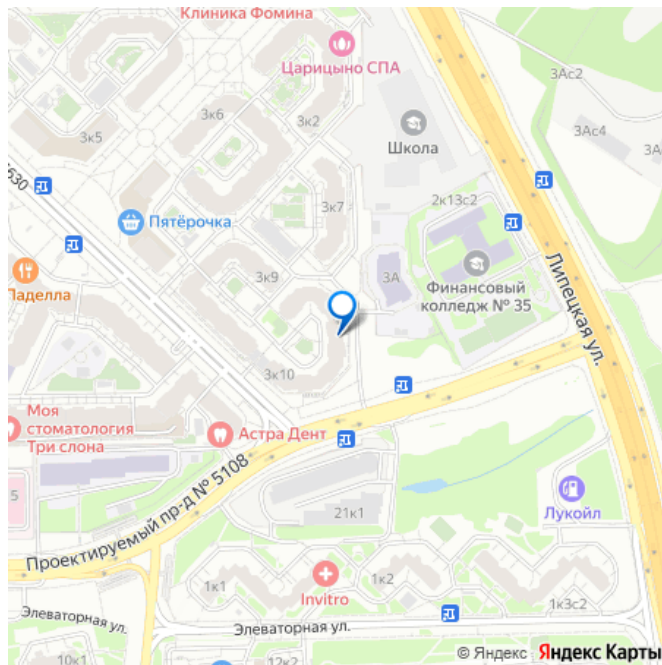 Клиника Фомина
Царицыно СПА
3Ас2
3к6
3к2
3к5
Школа
3Ас4
3А
630
3к7
2к13с2
Пятёрочка
3к9
3А
Финансовый
колледж № 35
Липецкая ул.
Паделла
3к10
Моя
стоматология
Три слона
Астра Дент
Проектируемый пр-д № 5108
5
21к1
Лукойл
1к1
Invitro
1к2
1к3с2
Элеваторная ул.
Элеваторная ул.
10к1
12к2
© Яндекс Яндекс Карты